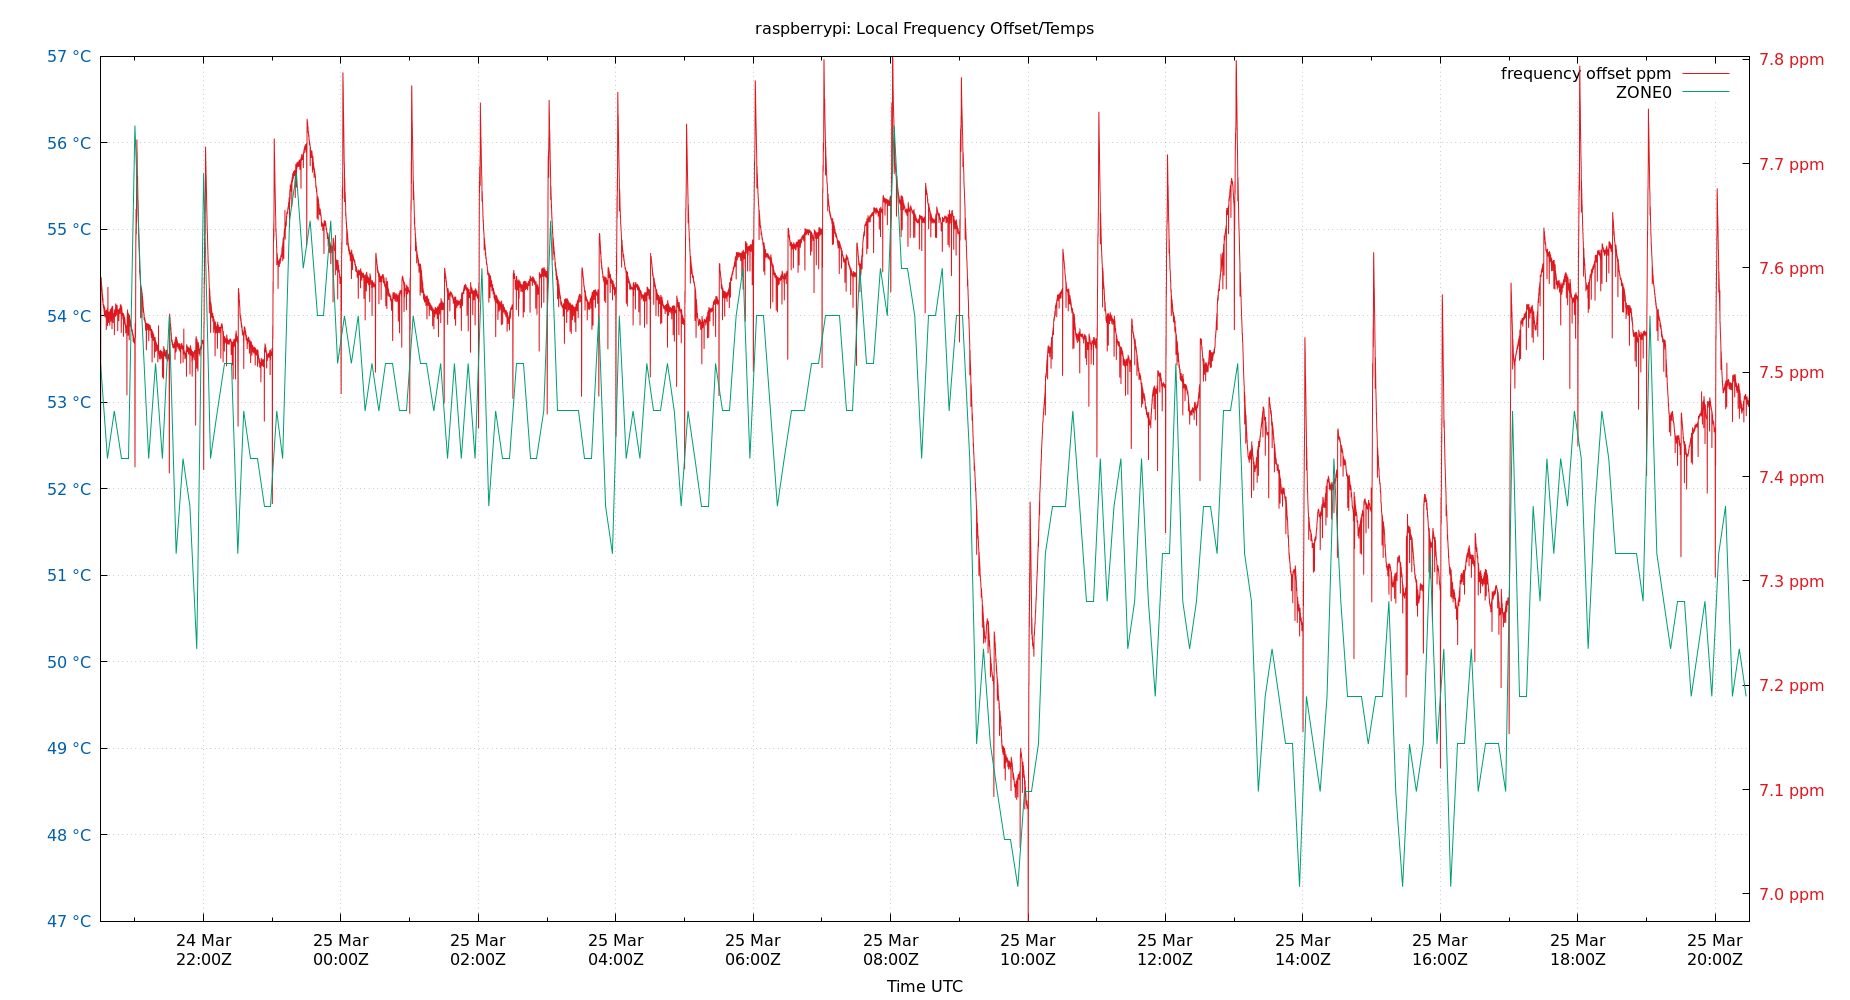 raspberrypi: Local Frequency Offset/Temps
57 °C
56 °C
55 °C
54 °C
53 °C
52 °C
51 °C
50 °C
49 °C
48 °C
47 °C
7.8 ppm
7.7 ppm
7.6 ppm
7.5 ppm
7.4 ppm
7.3 ppm
7.2 ppm
7.1 ppm
7.0 ppm
frequency offset ppm
ZONE0
24 Mar
22:00Z
25 Mar
00:00Z
25 Mar
02:00Z
25 Mar
04:00Z
25 Mar
06:00Z
25 Mar
08:00Z
25 Mar
10:00Z
25 Mar
12:00Z
25 Mar
14:00Z
25 Mar
16:00Z
25 Mar
18:00Z
25 Mar
20:00Z
Time UTC